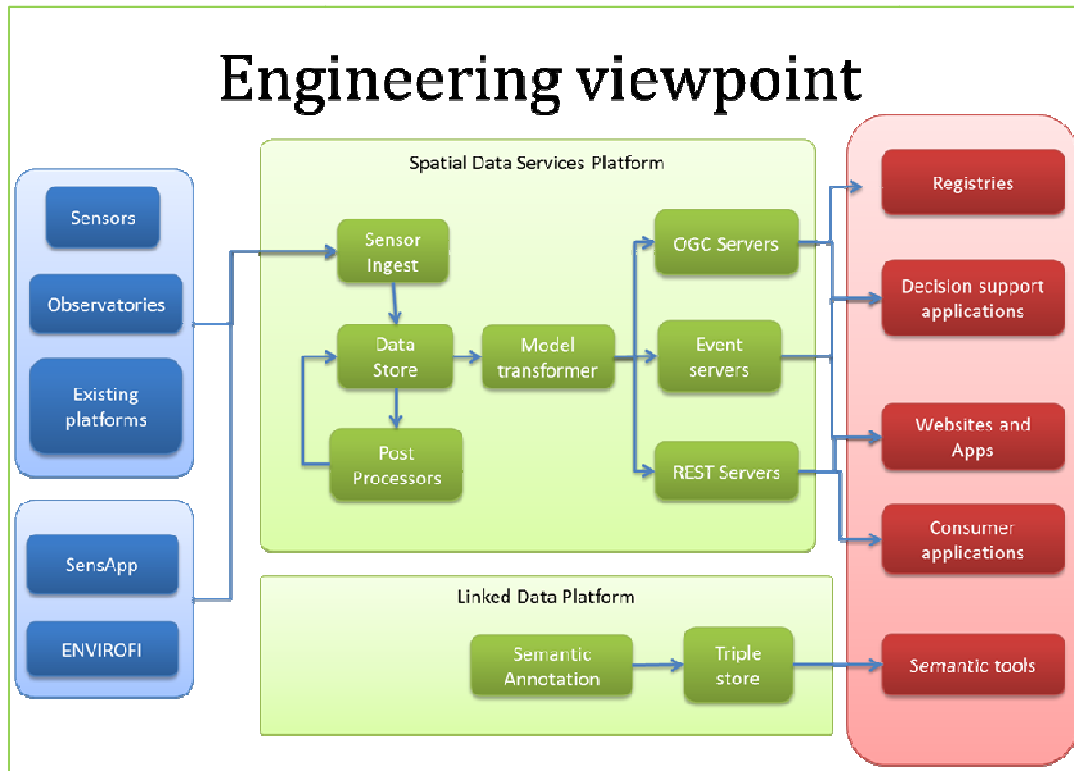 Engineering viewpoint
Sensors
Observatories
Existing
platforms
SensApp
ENVIROFI
Spatial Data Services Platform
Sensor
Ingest
Data
Store
Post
Processors
Model
transformer
OGC Servers
Event
servers
REST Servers
Linked Data Platform
Semantic
Annotation
Triple
store
Registries
Decision support
applications
Websites and
Apps
Consumer
applications
Semantic tools